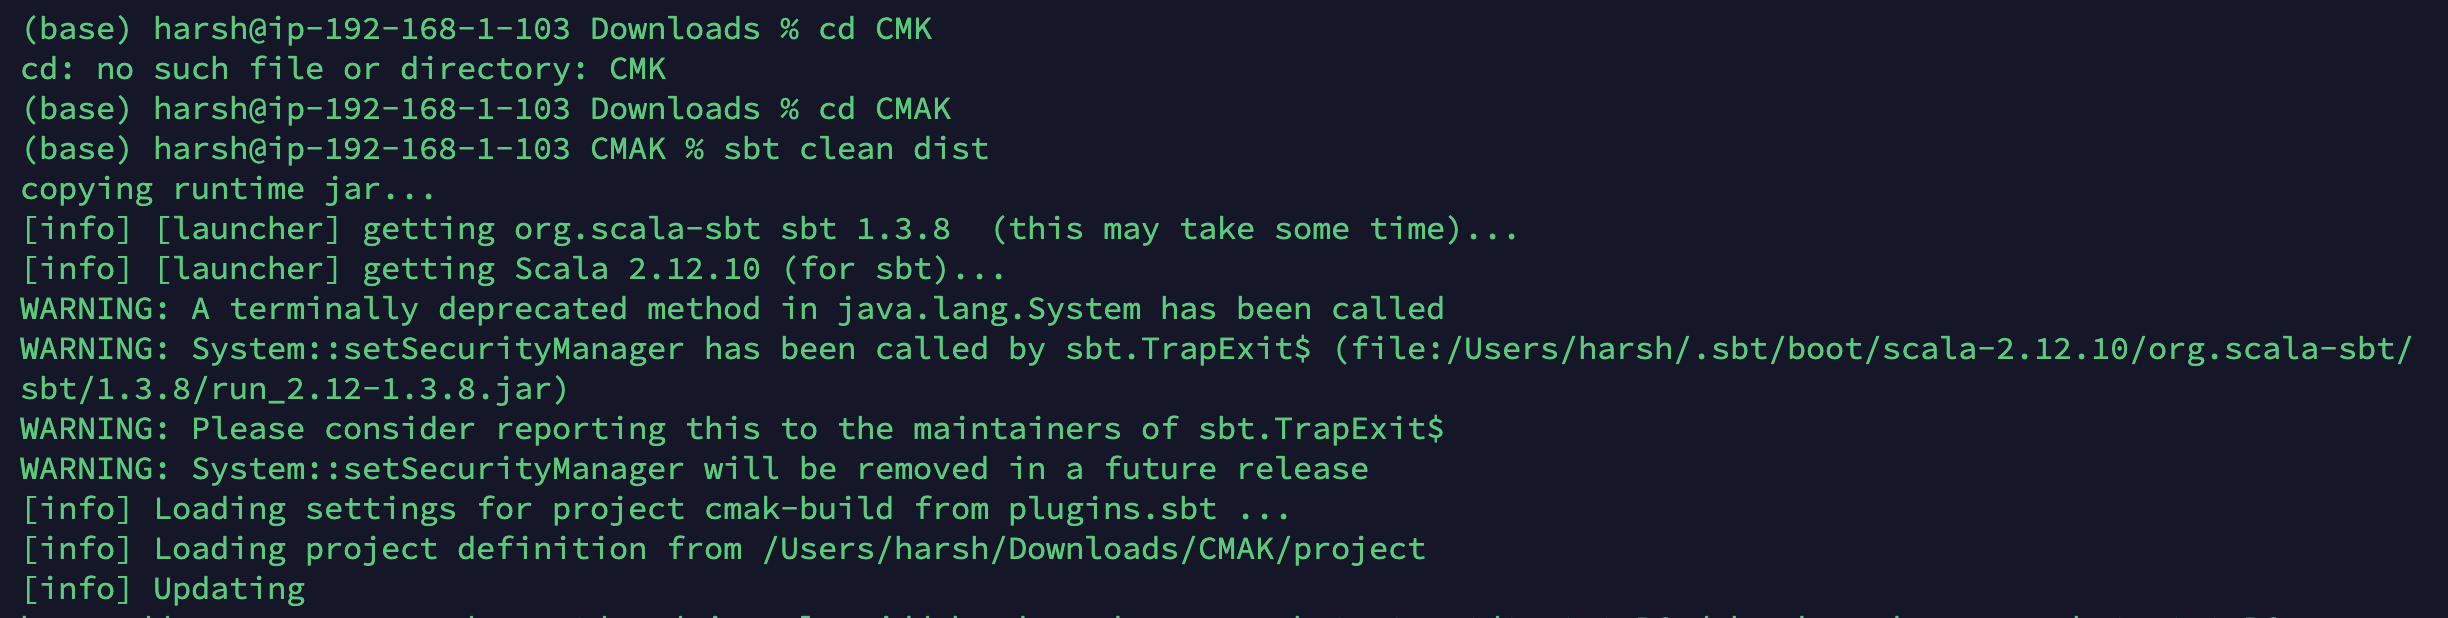 (base) harsh@ip-192-168-1-103 Downloads % cd CMK
cd: no such file or directory: CMK
(base) harsh@ip-192-168-1-103 Downloads % cd CMAK
(base) harsh@ip-192-168-1-103 CMAK % sbt clean dist
copying runtime jar...
[info] [launcher] getting org.scala-sbt sbt 1.3.8  (this may take some time)...
[info] [launcher] getting Scala 2.12.10 (for sbt)...
WARNING: A terminally deprecated method in java.lang.System has been called
WARNING: System::setSecurityManager has been called by sbt.TrapExit$ (file:/Users/harsh/.sbt/boot/scala-2.12.10/org.scala-sbt/
sbt/1.3.8/run_2.12-1.3.8.jar)
WARNING: Please consider reporting this to the maintainers of sbt.TrapExit$
WARNING: System::setSecurityManager will be removed in a future release
[info] Loading settings for project cmak-build from plugins.sbt ...
[info] Loading project definition from /Users/harsh/Downloads/CMAK/project
[info] Updating